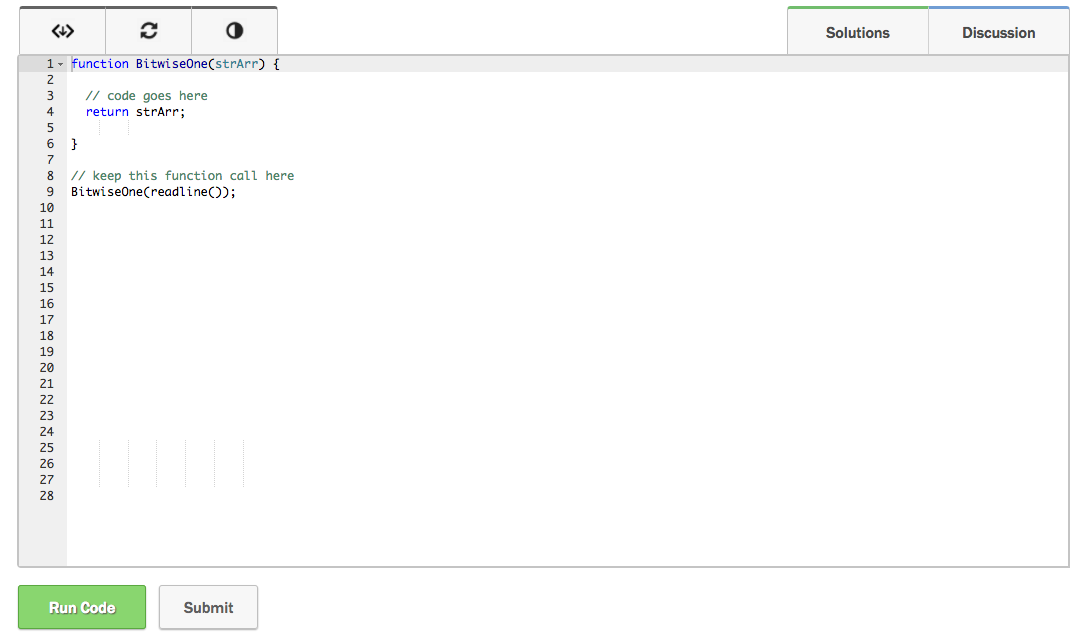 Solutions
Discussion
1 function BitwiseOne(strArr) {
2
3 // code goes here
4 return strArr;
5
6 }
7
8 // keep this function call here
9 BitwiseOne(readline());
10
11
12
13
14
15
16
17
18
19
20
21
22
23
24
25
26
27
28
Run Code
Submit